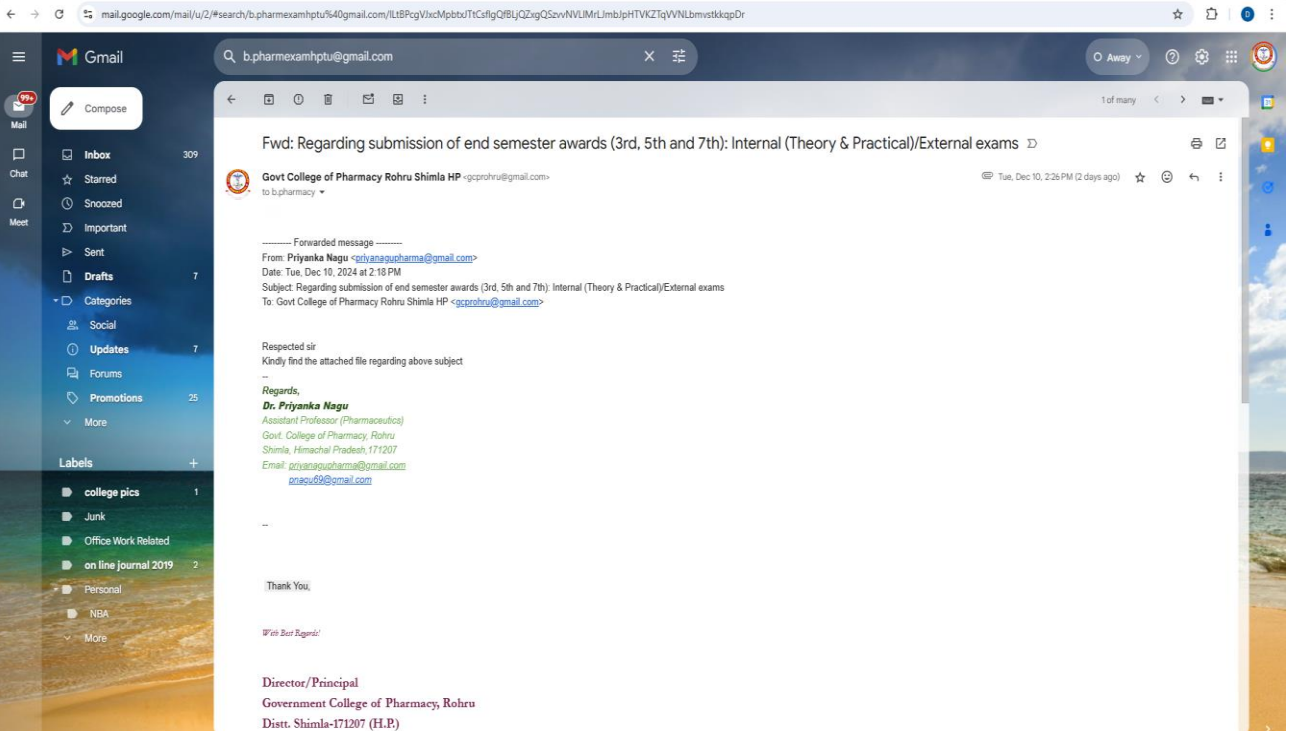 mail.google.com/mail/u/2/#search/b.pharmexamhptu%40gmail.com/
Gmail
b.pharmexamhptu@gmail.com
Away
99+
Mail
Chat
Meet
Compose
Inbox 309
Starred
Snoozed
Important
Sent
Drafts 7
Categories
Social
Updates 7
Forums
Promotions 25
More
Labels +
college pics 1
Junk
Office Work Related
on line journal 2019 2
Personal
NBA
More
1 of many
Fwd: Regarding submission of end semester awards (3rd, 5th and 7th): Internal (Theory & Practical)/External exams
Govt College of Pharmacy Rohru Shimla HP <gcprohru@gmail.com>
Tue, Dec 10, 2:26 PM (2 days ago)
to b.pharmacy
---------- Forwarded message ---------
From: Priyanka Nagu <priyanagupharma@gmail.com>
Date: Tue, Dec 10, 2024 at 2:18 PM
Subject: Regarding submission of end semester awards (3rd, 5th and 7th): Internal (Theory & Practical)/External exams
To: Govt College of Pharmacy Rohru Shimla HP <gcprohru@gmail.com>
Respected sir
Kindly find the attached file regarding above subject
--
Regards,
Dr. Priyanka Nagu
Assistant Professor (Pharmaceutics)
Govt. College of Pharmacy, Rohru
Shimla, Himachal Pradesh,171207
Email: priyanagupharma@gmail.com
pnagu69@gmail.com
--
Thank You,
With Best Regards!
Director/Principal
Government College of Pharmacy, Rohru
Distt. Shimla-171207 (H.P.)